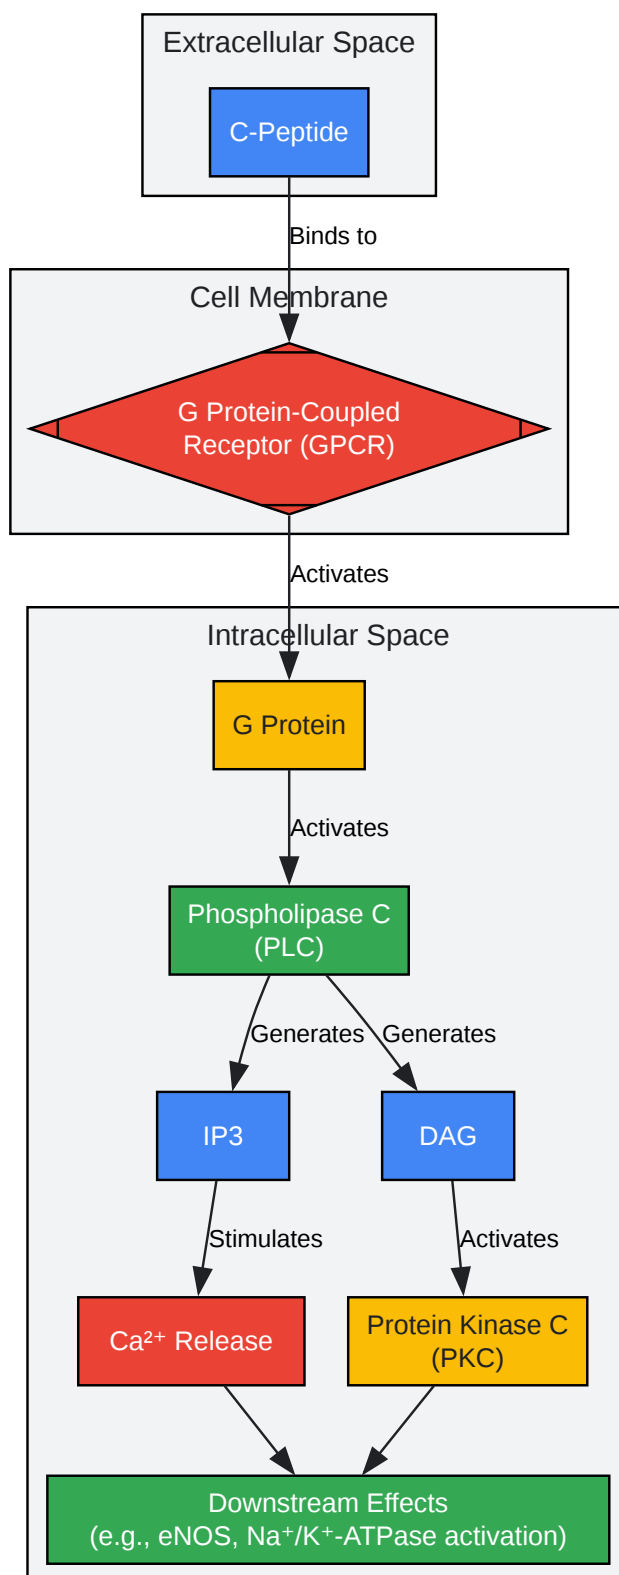 Extracellular Space
C-Peptide
Binds to
Cell Membrane
G Protein-Coupled
Receptor (GPCR)
Activates
Intracellular Space
G Protein
Activates
Phospholipase C
(PLC)
Generates
Generates
IP3
DAG
Stimulates
Activates
Ca²⁺ Release
Protein Kinase C
(PKC)
Downstream Effects
(e.g., eNOS, Na⁺/K⁺-ATPase activation)